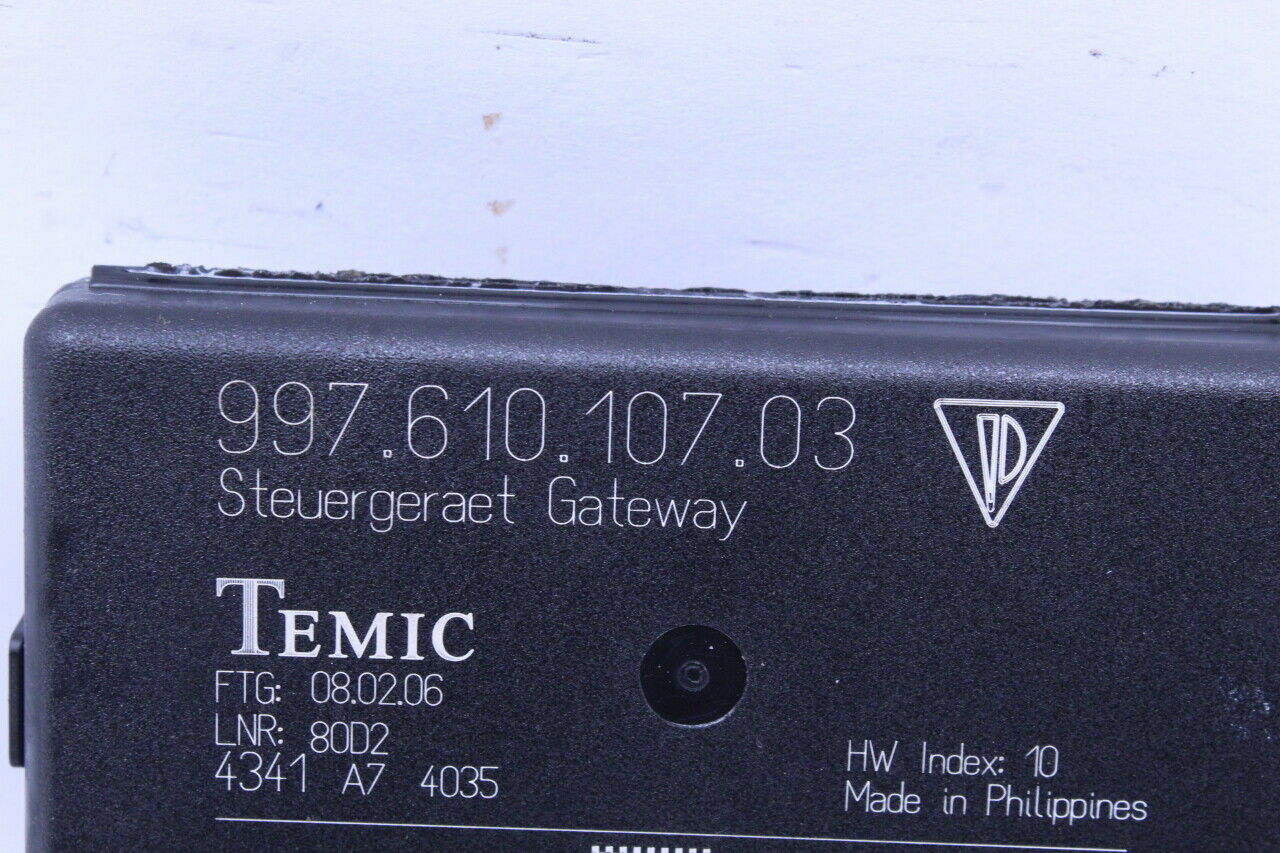 997.610.107.03
Steuergeraet Gateway
TEMIC
FTG: 08.02.06
LNR: 80D2
4341 A7 4035
HW Index: 10
Made in Philippines